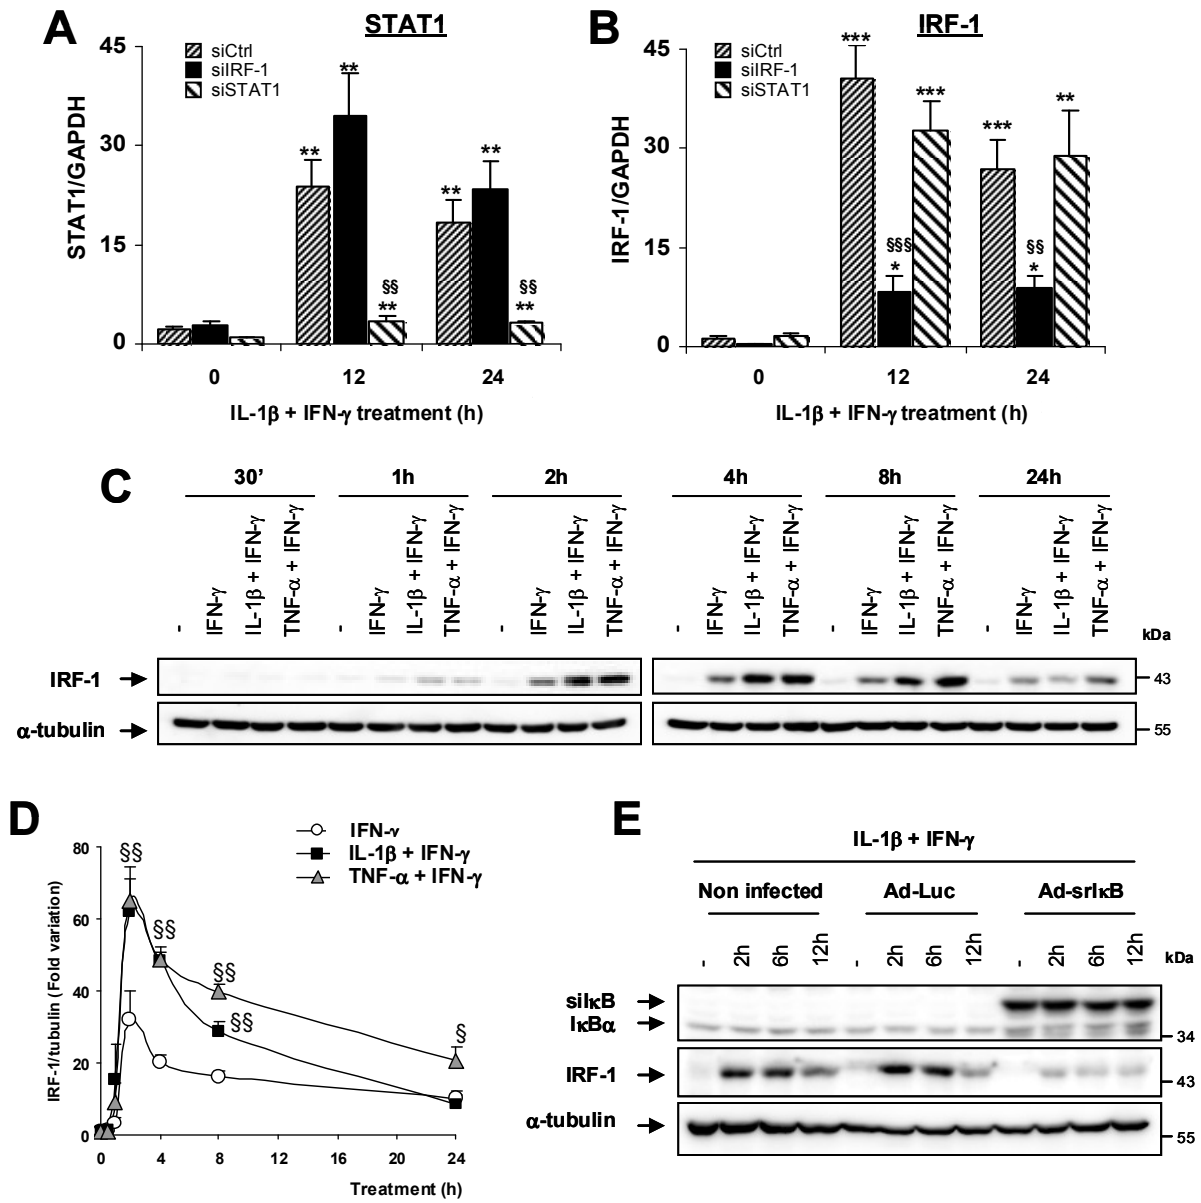 A
STAT1
45
30
15
0
STAT1/GAPDH
siCtrl
siIRF-1
siSTAT1
** ** §§ ** ** ** §§ **
0 12 24
IL-1β + IFN-γ treatment (h)
B
IRF-1
45
30
15
0
IRF-1/GAPDH
siCtrl
siIRF-1
siSTAT1
*** §§§ * *** *** §§ * **
0 12 24
IL-1β + IFN-γ treatment (h)
C
30’ 1h 2h 4h 8h 24h
- IFN-γ IL-1β + IFN-γ TNF-α + IFN-γ - IFN-γ IL-1β + IFN-γ TNF-α + IFN-γ - IFN-γ IL-1β + IFN-γ TNF-α + IFN-γ - IFN-γ IL-1β + IFN-γ TNF-α + IFN-γ - IFN-γ IL-1β + IFN-γ TNF-α + IFN-γ - IFN-γ IL-1β + IFN-γ TNF-α + IFN-γ
kDa
IRF-1 43
α-tubulin 55
D
IFN-γ
IL-1β + IFN-γ
TNF-α + IFN-γ
80
60
40
20
0
IRF-1/tubulin (Fold variation)
§§ §§ §§ §§ §
0 4 8 12 16 20 24
Treatment (h)
E
IL-1β + IFN-γ
Non infected Ad-Luc Ad-srIκB
- 2h 6h 12h - 2h 6h 12h - 2h 6h 12h
kDa
siIκB
IκBα 34
IRF-1 43
α-tubulin 55